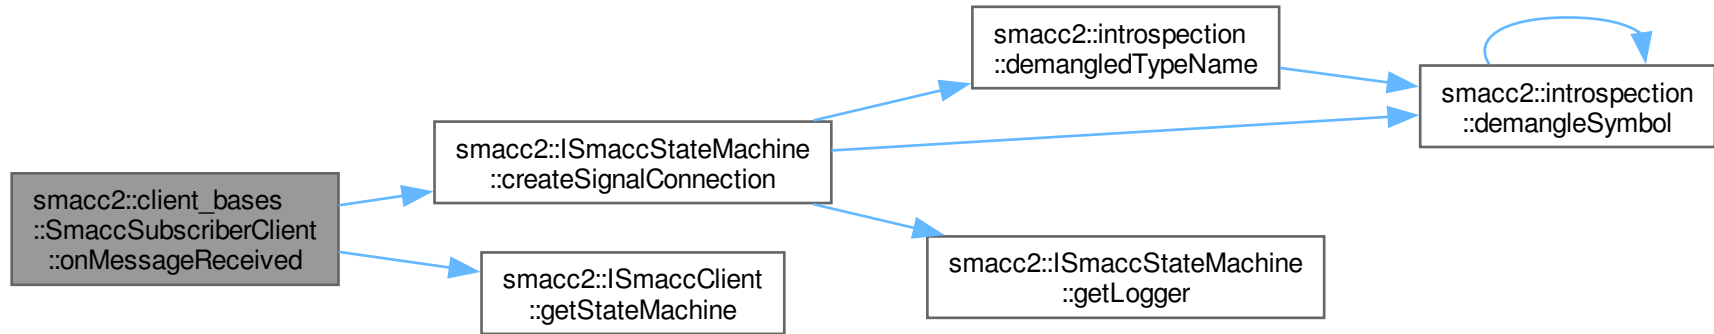 smacc2::client_bases
::SmaccSubscriberClient
::onMessageReceived
smacc2::ISmaccStateMachine
::createSignalConnection
smacc2::ISmaccClient
::getStateMachine
smacc2::introspection
::demangledTypeName
smacc2::ISmaccStateMachine
::getLogger
smacc2::introspection
::demangleSymbol